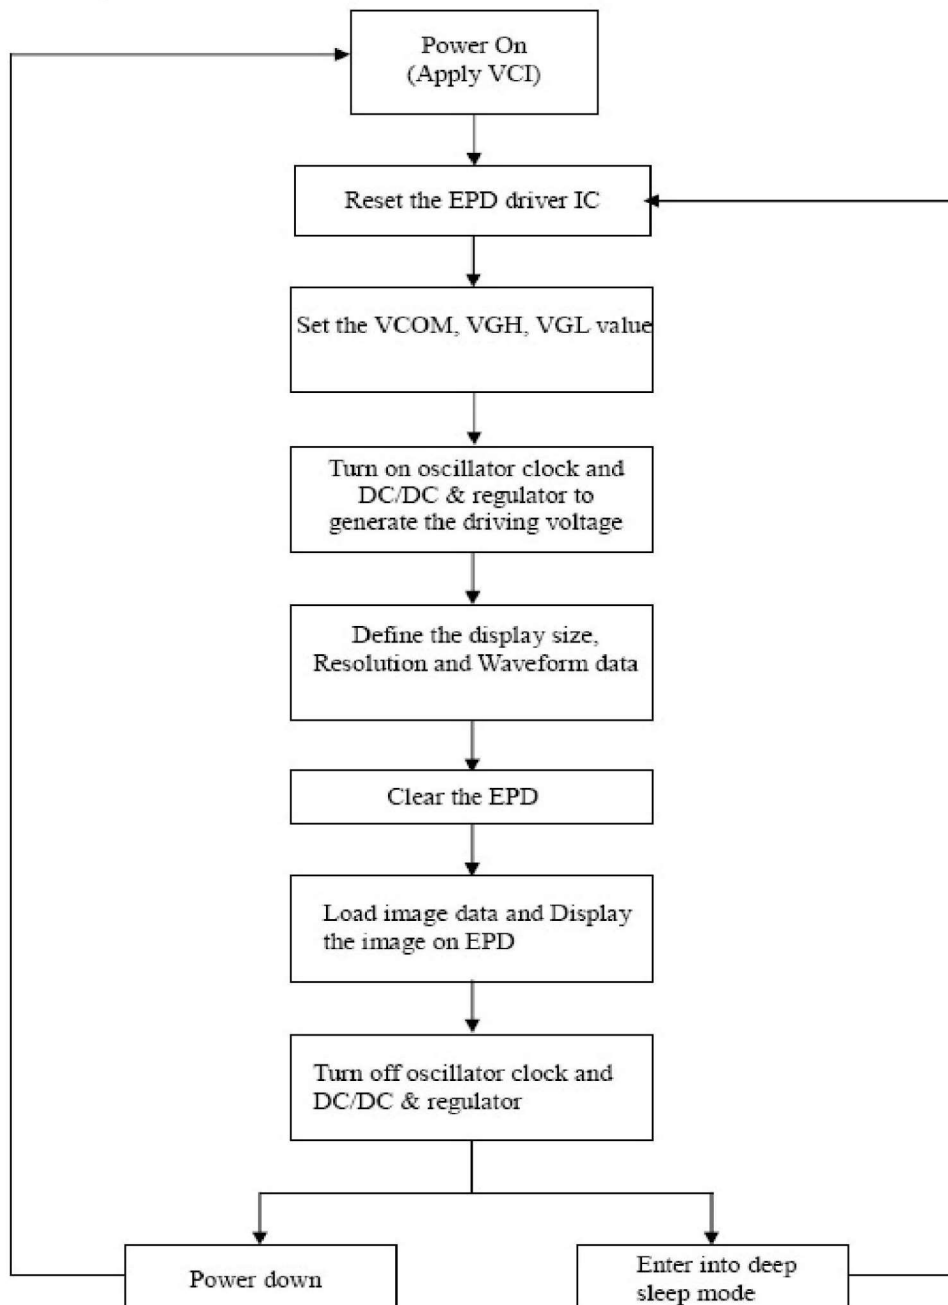 Power On
(Apply VCI)
Reset the EPD driver IC
Set the VCOM, VGH, VGL value
Turn on oscillator clock and
DC/DC & regulator to
generate the driving voltage
Define the display size,
Resolution and Waveform data
Clear the EPD
Load image data and Display
the image on EPD
Turn off oscillator clock and
DC/DC & regulator
Power down
Enter into deep
sleep mode